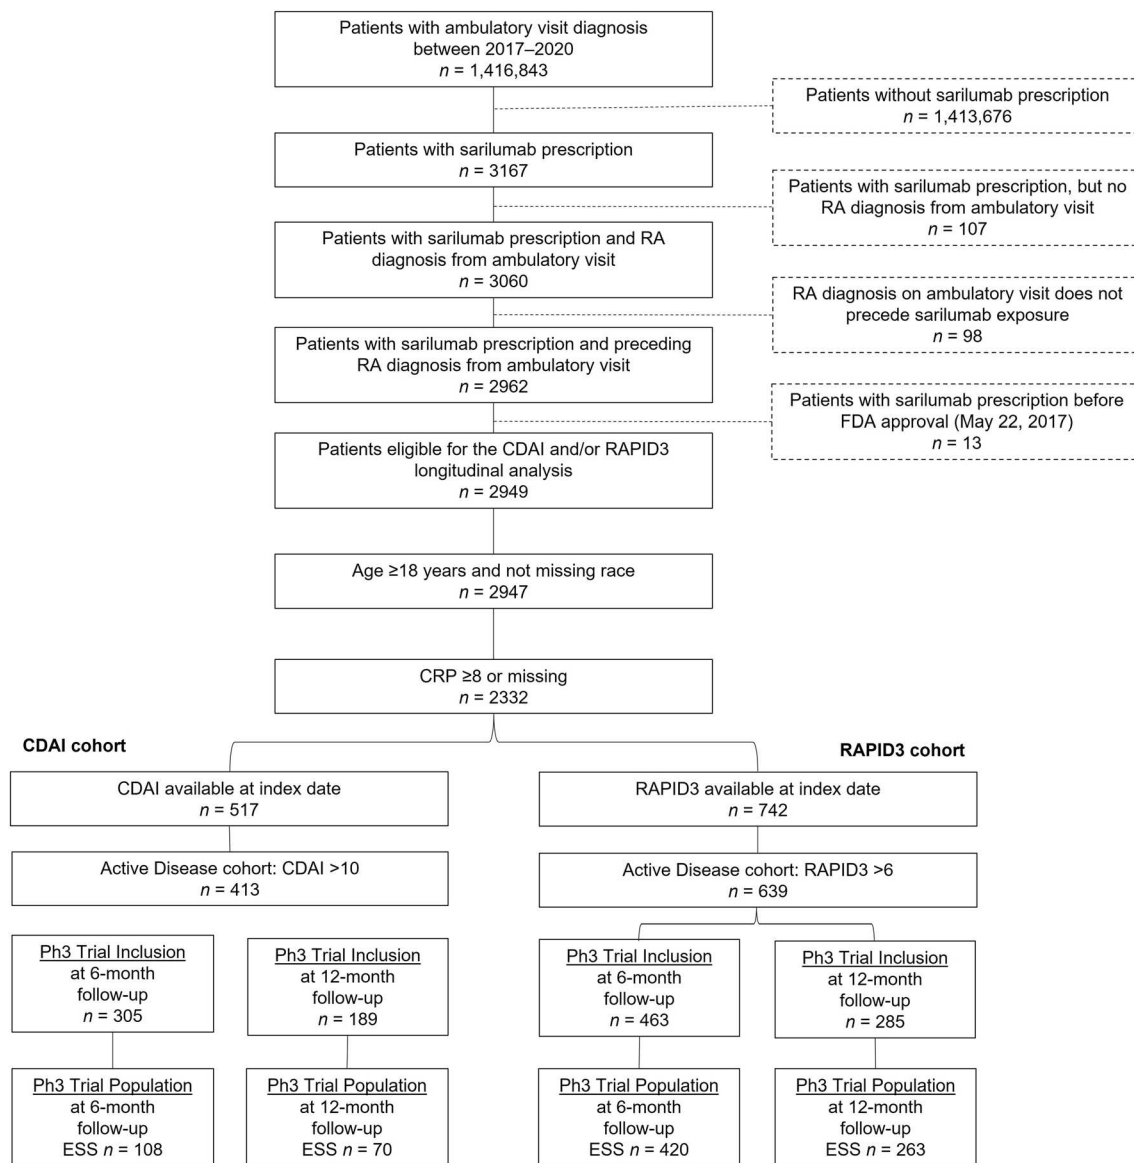 Patients with ambulatory visit diagnosis
between 2017–2020
n = 1,416,843
Patients without sarilumab prescription
n = 1,413,676
Patients with sarilumab prescription
n = 3167
Patients with sarilumab prescription, but no
RA diagnosis from ambulatory visit
n = 107
Patients with sarilumab prescription and RA
diagnosis from ambulatory visit
n = 3060
RA diagnosis on ambulatory visit does not
precede sarilumab exposure
n = 98
Patients with sarilumab prescription and preceding
RA diagnosis from ambulatory visit
n = 2962
Patients with sarilumab prescription before
FDA approval (May 22, 2017)
n = 13
Patients eligible for the CDAI and/or RAPID3
longitudinal analysis
n = 2949
Age ≥18 years and not missing race
n = 2947
CRP ≥8 or missing
n = 2332
CDAI cohort
RAPID3 cohort
CDAI available at index date
n = 517
RAPID3 available at index date
n = 742
Active Disease cohort: CDAI >10
n = 413
Active Disease cohort: RAPID3 >6
n = 639
Ph3 Trial Inclusion
at 6-month
follow-up
n = 305
Ph3 Trial Inclusion
at 12-month
follow-up
n = 189
Ph3 Trial Inclusion
at 6-month
follow-up
n = 463
Ph3 Trial Inclusion
at 12-month
follow-up
n = 285
Ph3 Trial Population
at 6-month
follow-up
ESS n = 108
Ph3 Trial Population
at 12-month
follow-up
ESS n = 70
Ph3 Trial Population
at 6-month
follow-up
ESS n = 420
Ph3 Trial Population
at 12-month
follow-up
ESS n = 263